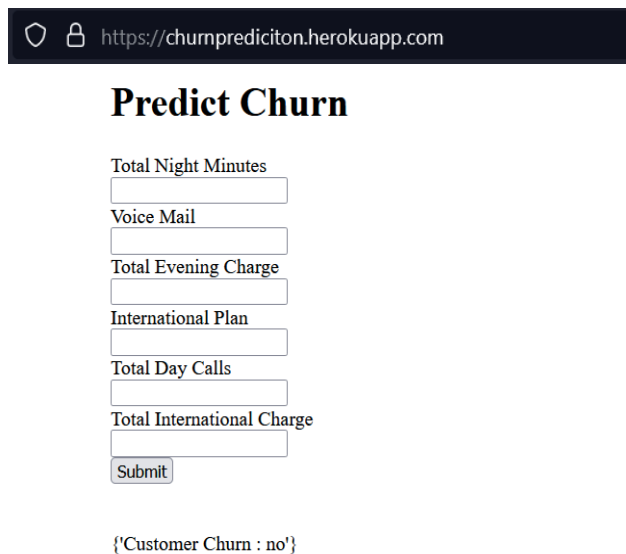 https://churnprediciton.herokuapp.com
Predict Churn
Total Night Minutes
Voice Mail
Total Evening Charge
International Plan
Total Day Calls
Total International Charge
Submit
{'Customer Churn : no'}